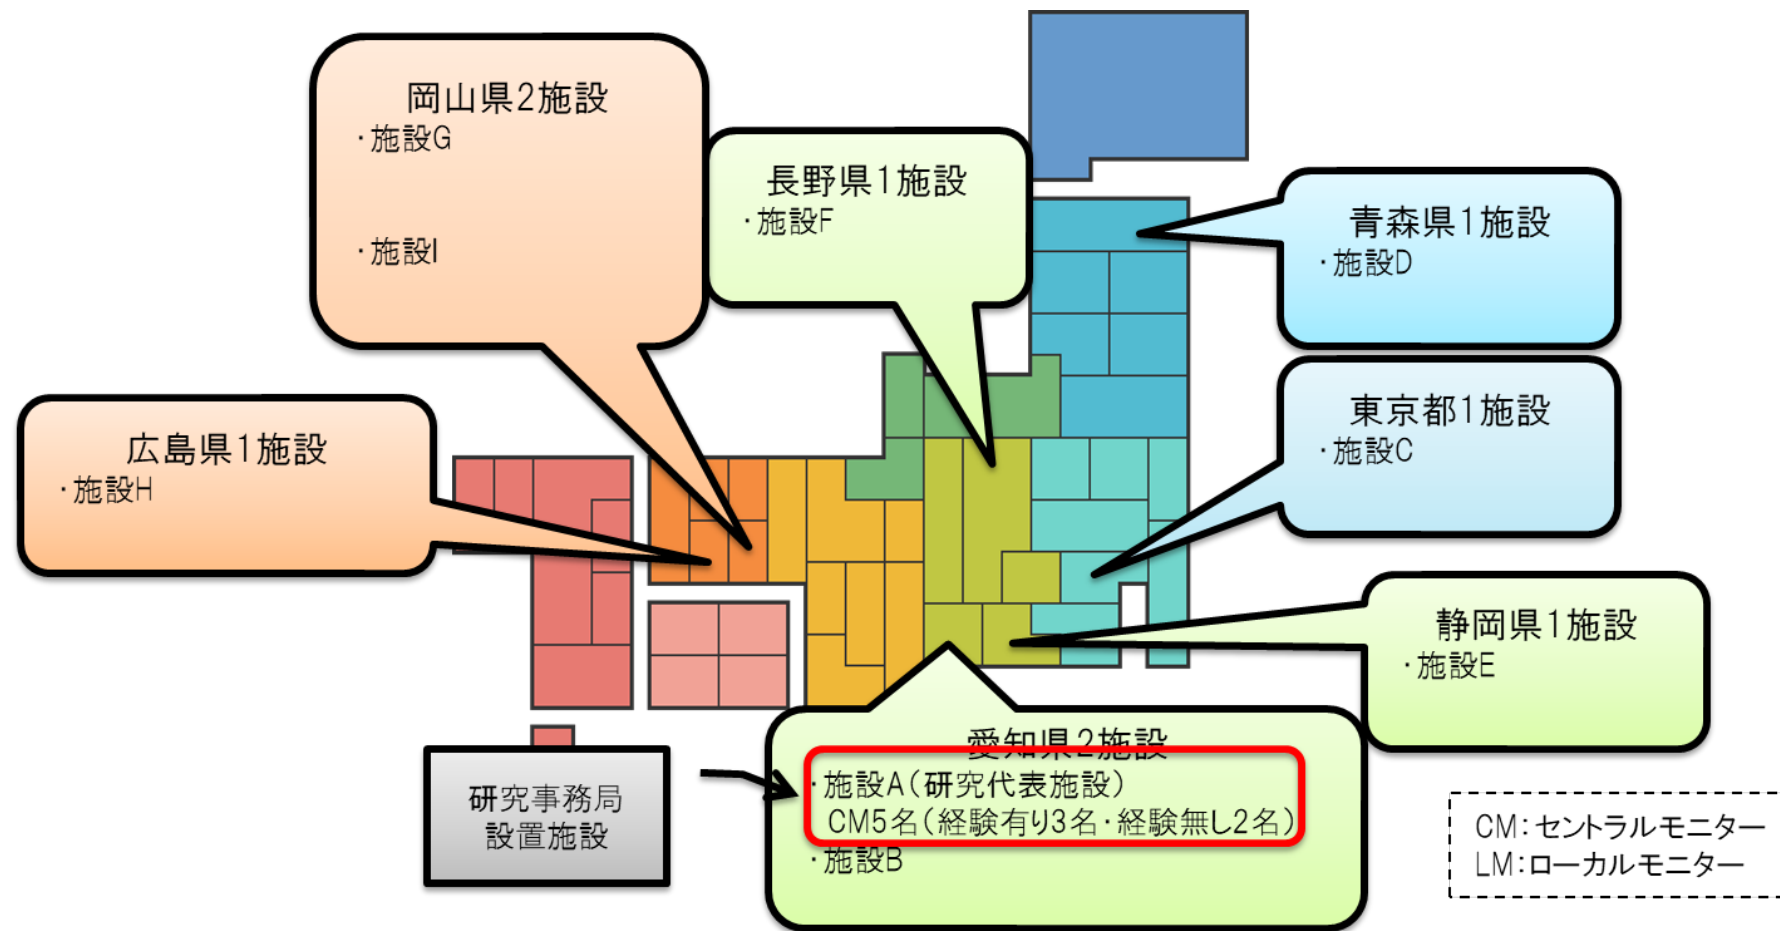 岡山県2施設
・施設G
・施設I
長野県1施設
・施設F
青森県1施設
・施設D
東京都1施設
・施設C
広島県1施設
・施設H
静岡県1施設
・施設E
愛知県2施設
・施設A(研究代表施設)
CM5名(経験有り3名・経験無し2名)
・施設B
研究事務局
設置施設
CM:セントラルモニター
LM:ローカルモニター